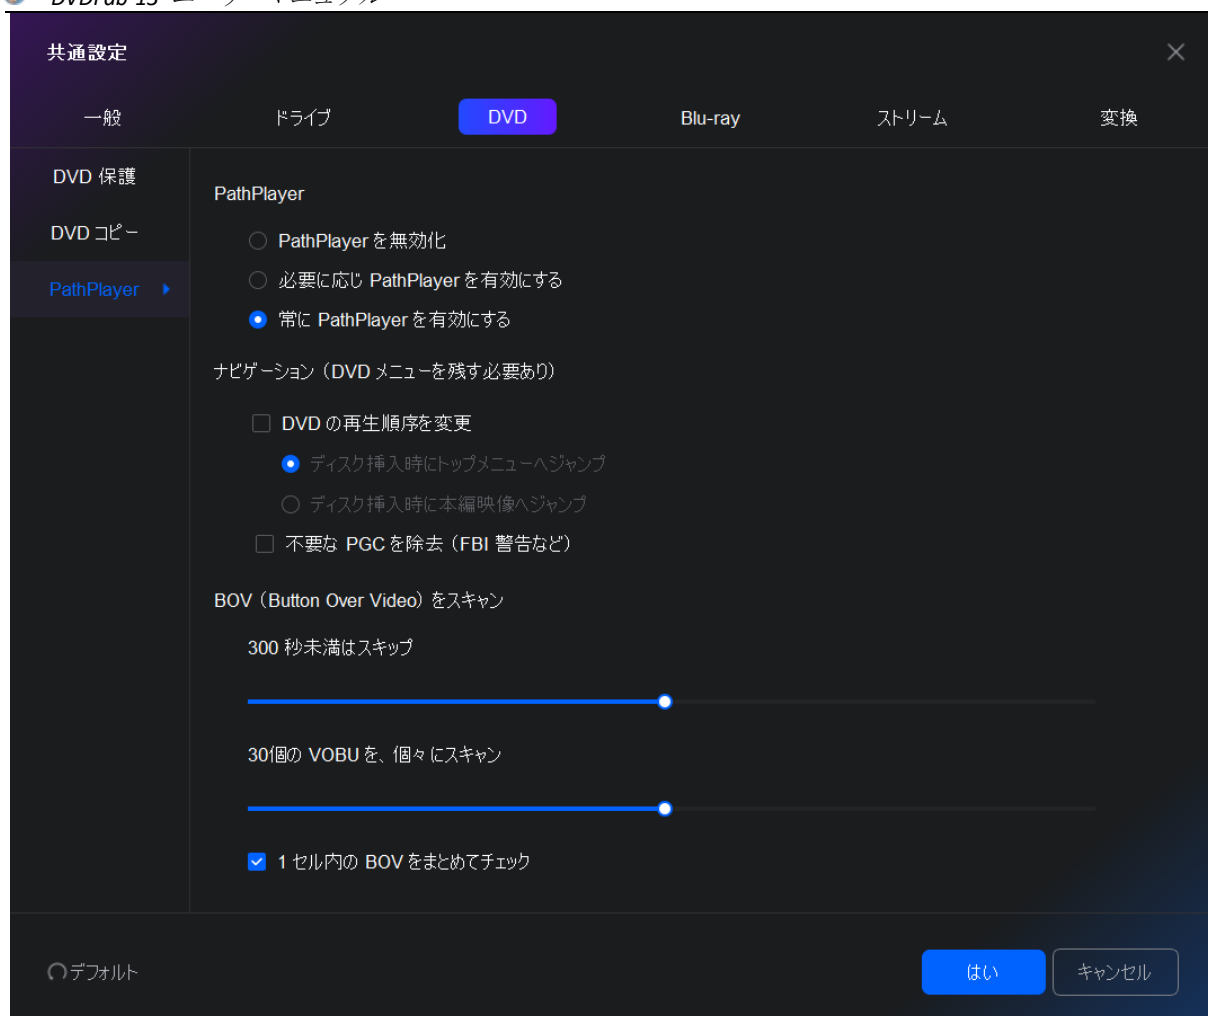 共通設定
一般 ドライブ DVD Blu-ray ストリーム 変換
DVD 保護
DVD コピー
PathPlayer
PathPlayer
PathPlayer を無効化
必要に応じ PathPlayer を有効にする
常に PathPlayer を有効にする
ナビゲーション（DVD メニューを残す必要あり）
DVD の再生順序を変更
ディスク挿入時にトップメニューへジャンプ
ディスク挿入時に本編映像へジャンプ
不要な PGC を除去（FBI 警告など）
BOV（Button Over Video）をスキャン
300 秒未満はスキップ
30個の VOBU を、個々にスキャン
1 セル内の BOV をまとめてチェック
デフォルト
はい キャンセル